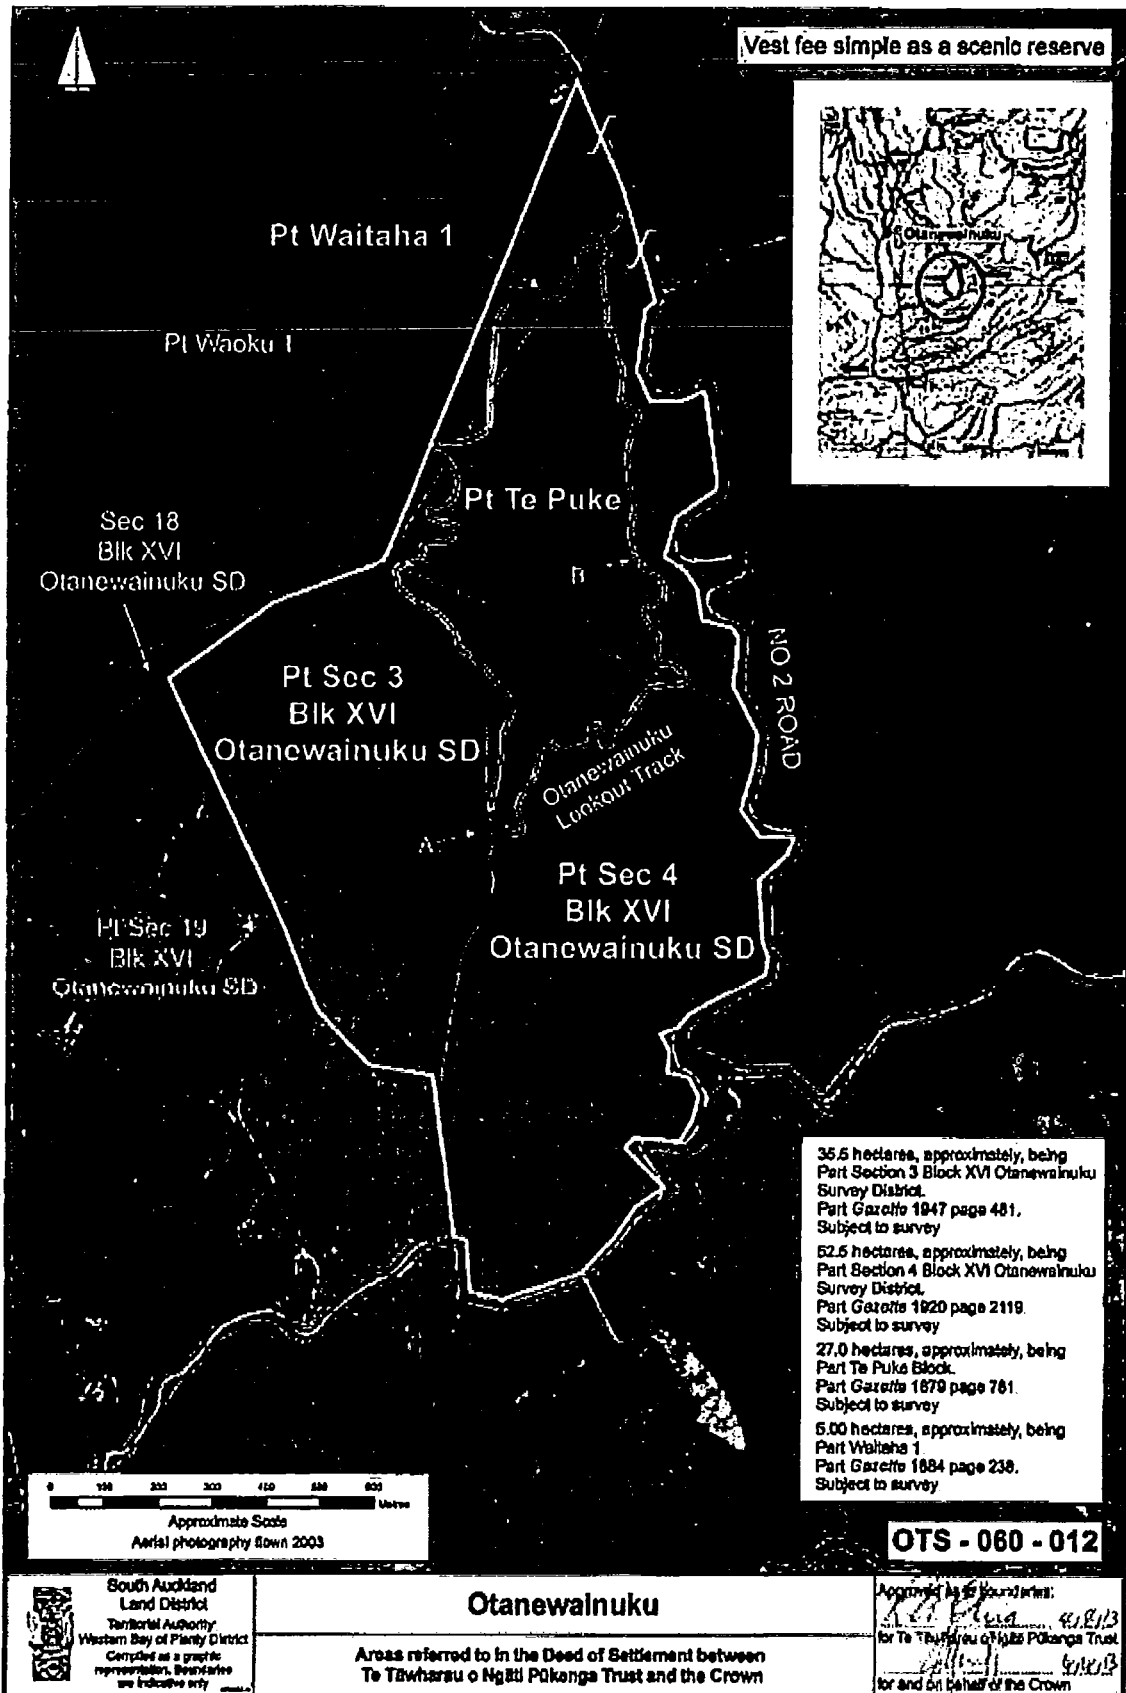 Vest fee simple as a scenic reserve
Otanewainuku
Pt Waitaha 1
Pt Waoku 1
Pt Te Puke
Sec 18
Blk XVI
Otanewainuku SD
B
Pt Sec 3
Blk XVI
Otanewainuku SD
NO 2 ROAD
Otanewainuku
Lookout Track
A
Pt Sec 4
Blk XVI
Otanewainuku SD
Pt Sec 19
Blk XVI
Otanewainuku SD
35.5 hectares, approximately, being
Part Section 3 Block XVI Otanewainuku
Survey District.
Part Gazette 1947 page 481.
Subject to survey
52.5 hectares, approximately, being
Part Section 4 Block XVI Otanewainuku
Survey District.
Part Gazette 1920 page 2119.
Subject to survey
27.0 hectares, approximately, being
Part Te Puke Block.
Part Gazette 1879 page 781.
Subject to survey
5.00 hectares, approximately, being
Part Waitaha 1
Part Gazette 1884 page 238.
Subject to survey
0 100 200 300 400 500 600
Metres
Approximate Scale
Aerial photography flown 2003
OTS - 060 - 012
South Auckland
Land District
Territorial Authority
Western Bay of Plenty District
Compiled as a graphic
representation, Boundaries
are indicative only
Otanewainuku
Areas referred to in the Deed of Settlement between
Te Tāwharau o Ngāti Pūkenga Trust and the Crown
Approved as to boundaries:
for Te Tāwharau o Ngāti Pūkenga Trust
for and on behalf of the Crown